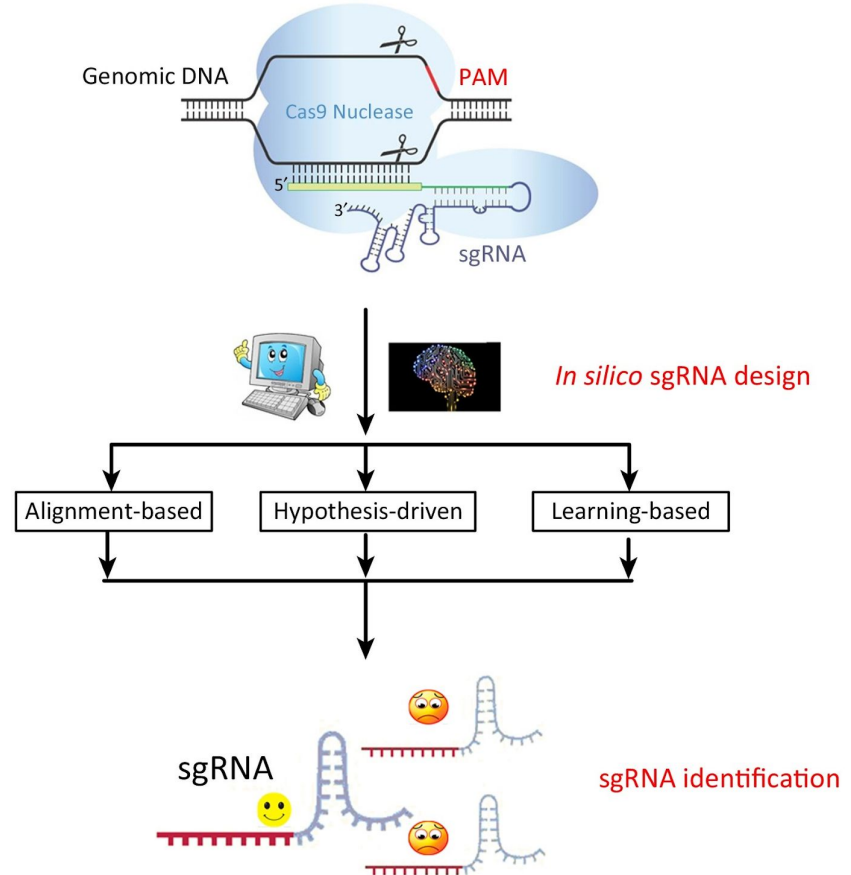 Genomic DNA
PAM
Cas9 Nuclease
5′
3′
sgRNA
In silico sgRNA design
Alignment-based
Hypothesis-driven
Learning-based
sgRNA
sgRNA identification